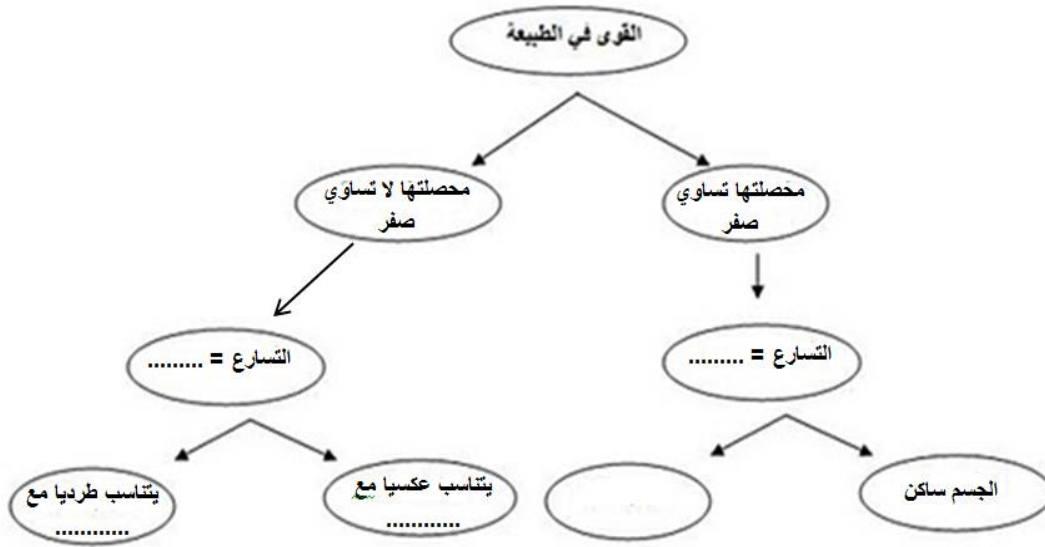 القوى في الطبيعة
محصلتها تساوي
صفر
محصلتها لا تساوي
صفر
التسارع = .........
التسارع = .........
الجسم ساكن
يتناسب عكسيا مع
............
يتناسب طرديا مع
............